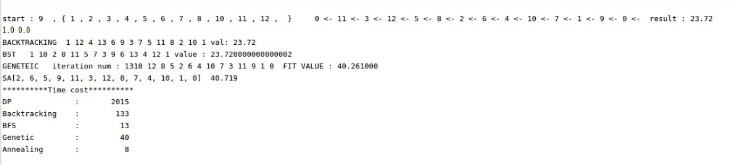 start : 9 , { 1 , 2 , 3 , 4 , 5 , 6 , 7 , 8 , 10 , 11 , 12 , } 0 <- 11 <- 3 <- 12 <- 5 <- 8 <- 2 <- 6 <- 4 <- 10 <- 7 <- 1 <- 9 <- 0 <- result : 23.72
1.0 0.0
BACKTRACKING 1 12 4 13 6 9 3 7 5 11 8 2 10 1 val: 23.72
BST 1 10 2 8 11 5 7 3 9 6 13 4 12 1 value : 23.720000000000002
GENETEIC iteration num : 1310 12 8 5 2 6 4 10 7 3 11 9 1 0 FIT VALUE : 40.261000
SA[2, 6, 5, 9, 11, 3, 12, 8, 7, 4, 10, 1, 0] 40.719
**********Time cost**********
DP : 2015
Backtracking : 133
BFS : 13
Genetic : 40
Annealing : 8